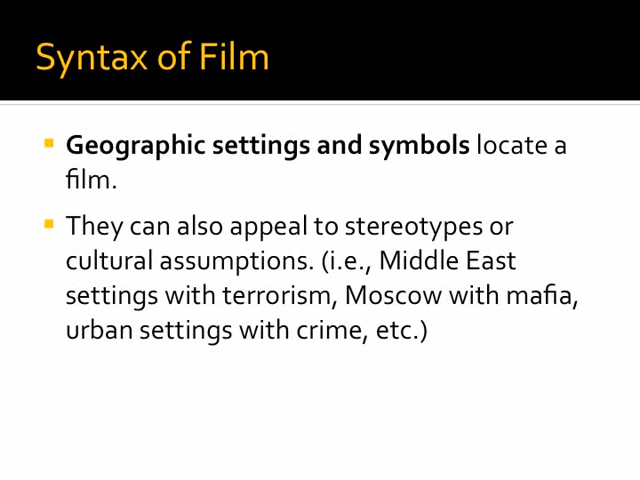 Syntax of Film
Geographic settings and symbols locate a
film.
They can also appeal to stereotypes or
cultural assumptions. (i.e., Middle East
settings with terrorism, Moscow with mafia,
urban settings with crime, etc.)